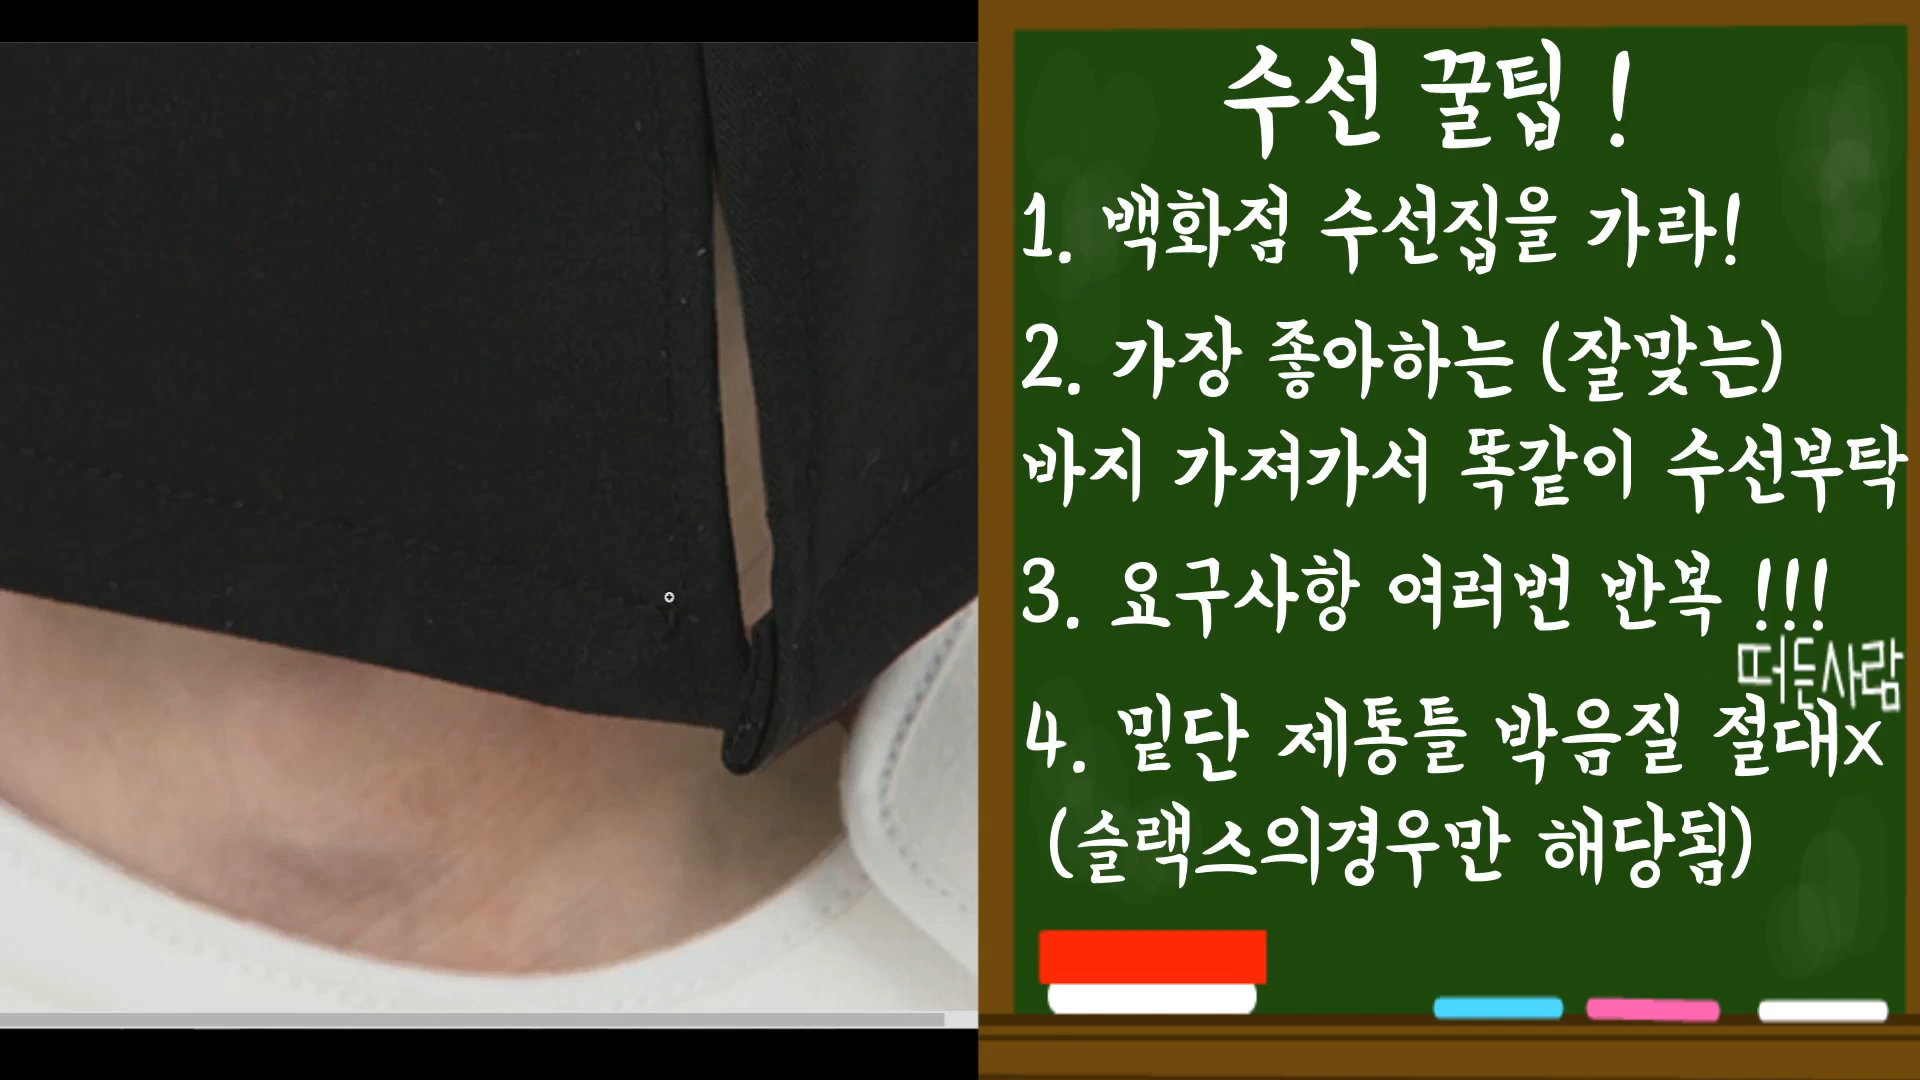 수선 꿀팁 !
1. 백화점 수선집을 가라!
2. 가장 좋아하는 (잘맞는)
바지 가져가서 똑같이 수선부탁
3. 요구사항 여러번 반복 !!!
떠든사람
4. 밑단 제통틀 박음질 절대x
(슬랙스의경우만 해당됨)